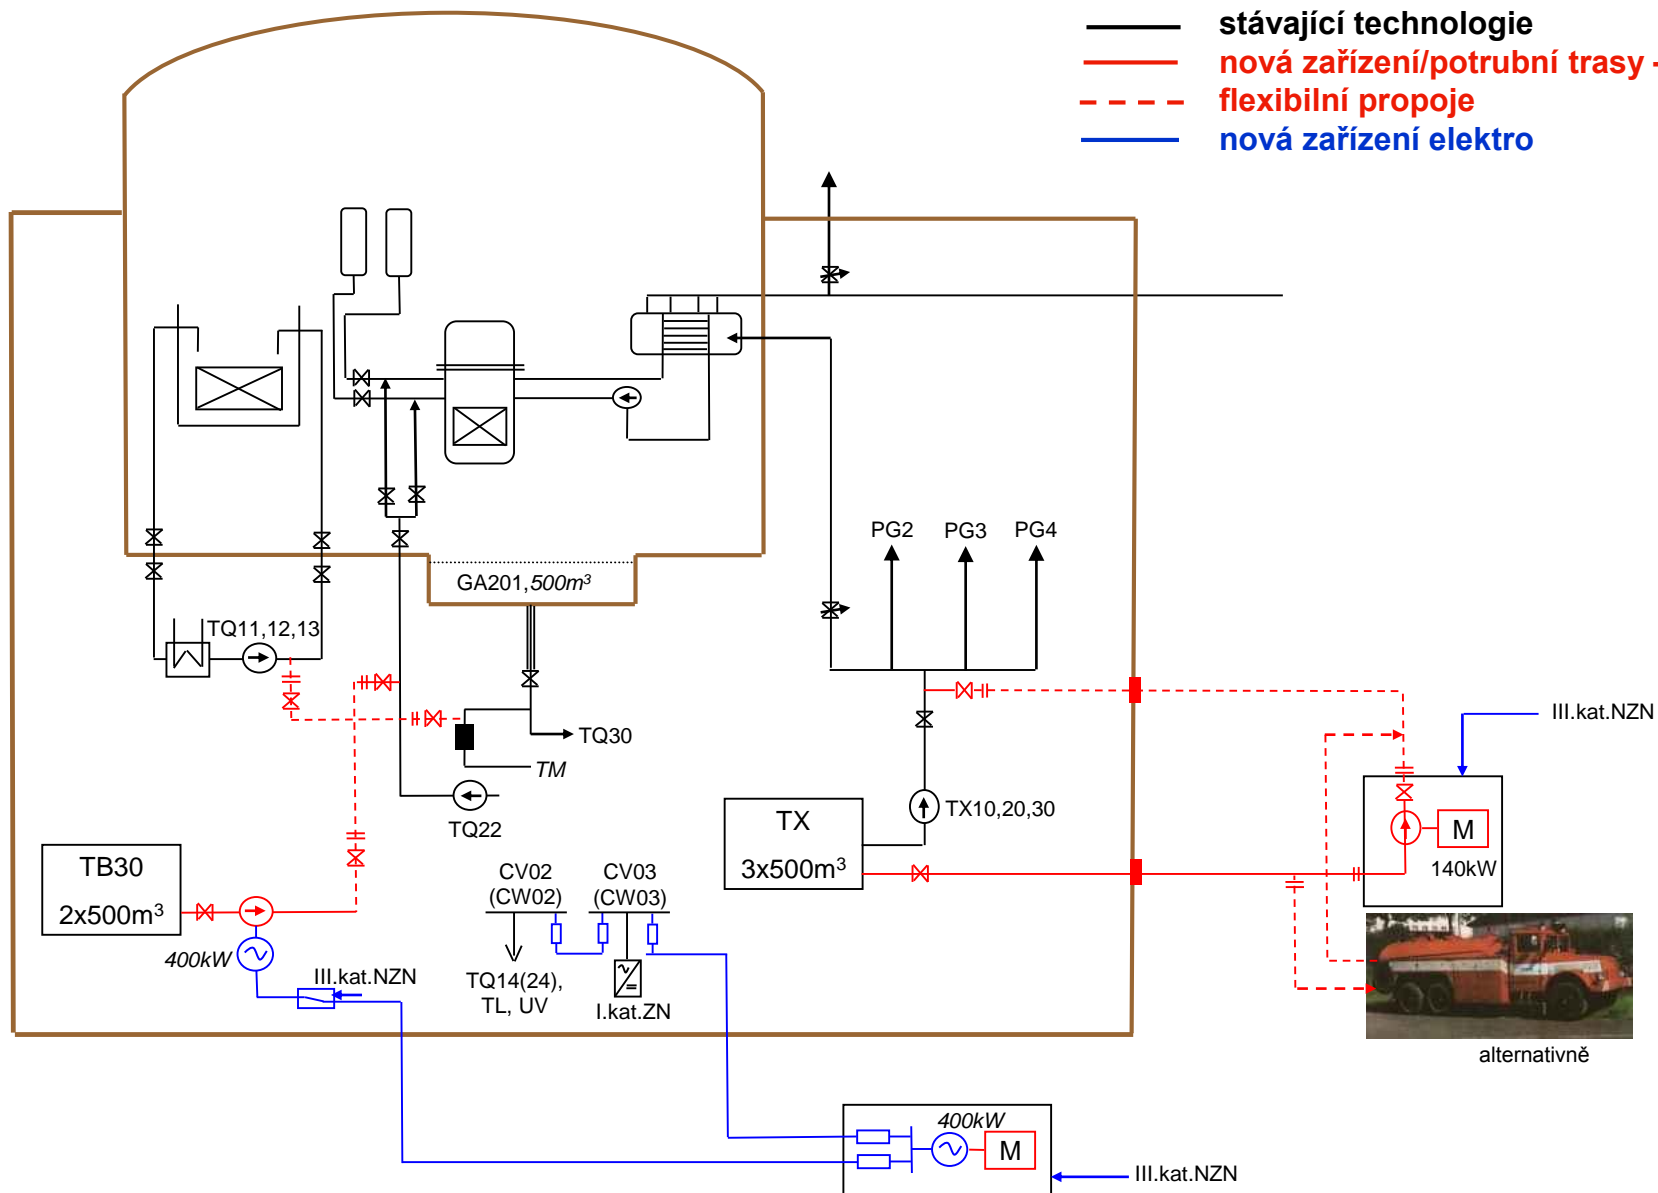 stávající technologie
nová zařízení/potrubní trasy -
flexibilní propoje
nová zařízení elektro
PG2
PG3
PG4
GA201,500m³
TQ11,12,13
TQ30
TM
TQ22
TX10,20,30
TX
3x500m³
III.kat.NZN
M
140kW
TB30
2x500m³
400kW
III.kat.NZN
CV02
(CW02)
CV03
(CW03)
TQ14(24),
TL, UV
I.kat.ZN
alternativně
400kW
M
III.kat.NZN